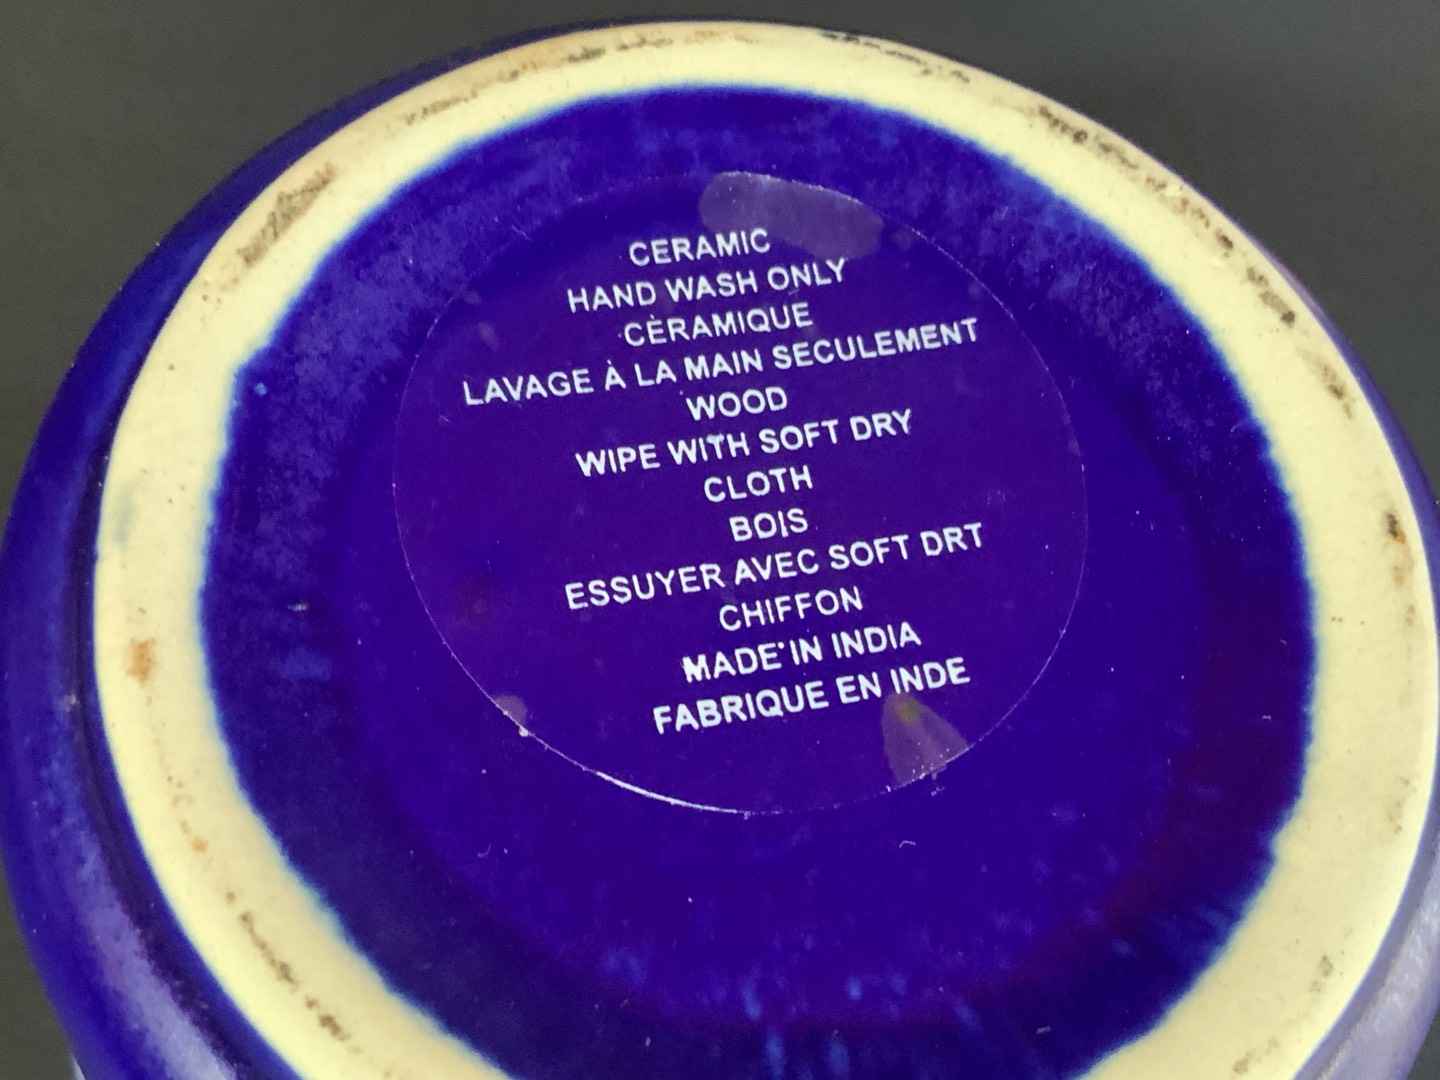 CERAMIC
HAND WASH ONLY
CÈRAMIQUE
LAVAGE À LA MAIN SECULEMENT
WOOD
WIPE WITH SOFT DRY
CLOTH
BOIS
ESSUYER AVEC SOFT DRT
CHIFFON
MADE IN INDIA
FABRIQUE EN INDE